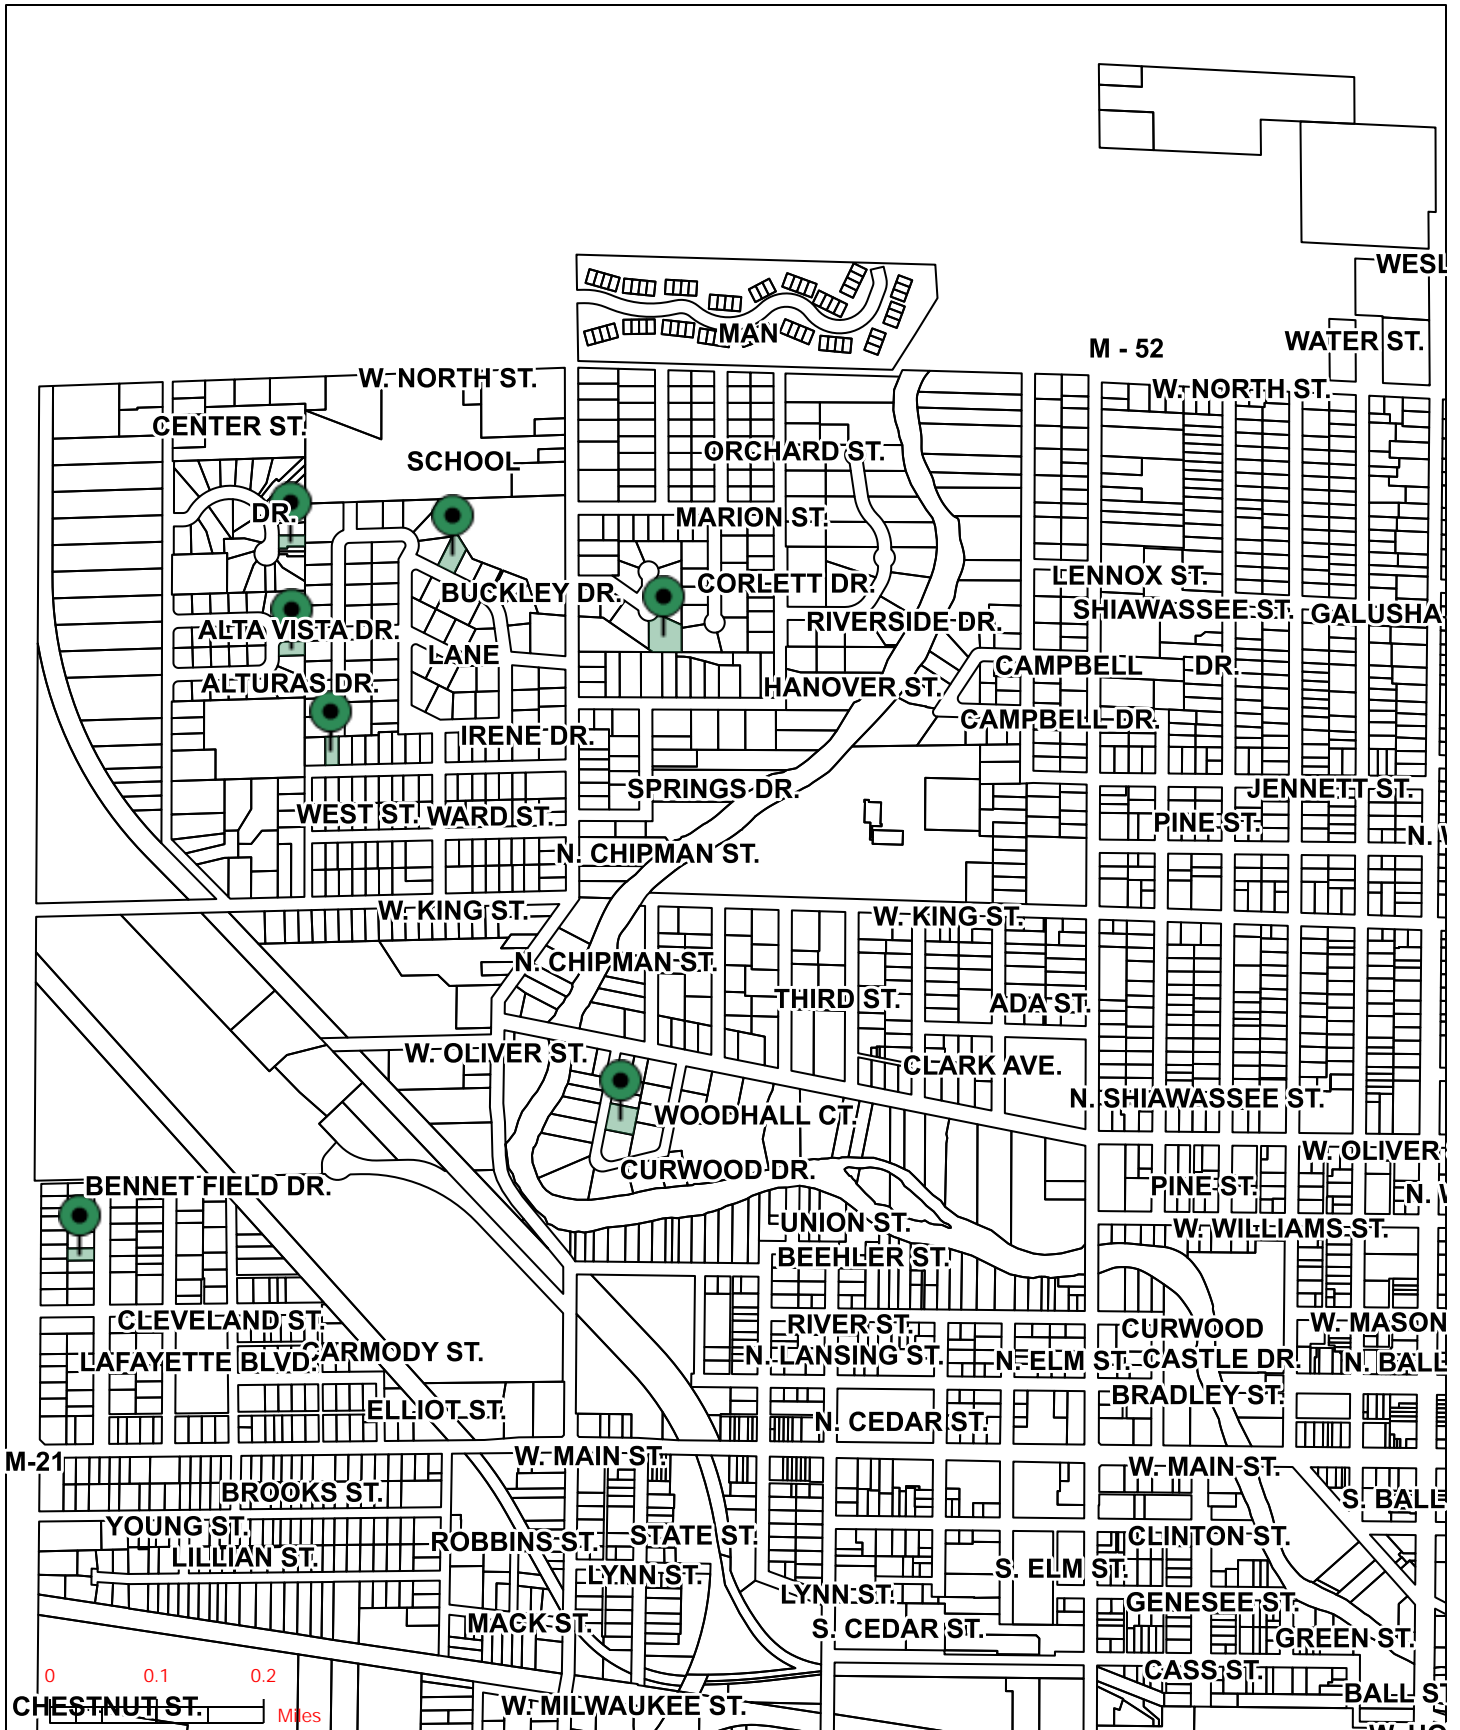 WESL
MAN
M - 52
WATER ST.
W. NORTH ST.
W. NORTH ST.
CENTER ST.
ORCHARD ST.
SCHOOL
DR.
MARION ST.
LENNOX ST.
BUCKLEY DR.
CORLETT DR.
SHIAWASSEE ST.
GALUSHA
RIVERSIDE DR.
ALTA VISTA DR.
LANE
CAMPBELL
DR.
ALTURAS DR.
HANOVER ST.
CAMPBELL DR.
IRENE DR.
SPRINGS DR.
JENNETT ST.
WEST ST.
WARD ST.
PINE ST.
N. W
N. CHIPMAN ST.
W. KING ST.
W. KING ST.
N. CHIPMAN ST.
THIRD ST.
ADA ST.
W. OLIVER ST.
CLARK AVE.
N. SHIAWASSEE ST.
WOODHALL CT.
W. OLIVER
CURWOOD DR.
BENNET FIELD DR.
PINE ST.
N. W
UNION ST.
W. WILLIAMS ST.
BEEHLER ST.
CLEVELAND ST.
RIVER ST.
CURWOOD
W. MASON
CARMODY ST.
LAFAYETTE BLVD.
N. LANSING ST.
N. ELM ST.
CASTLE DR.
N. BALL
BRADLEY ST.
ELLIOT ST.
N. CEDAR ST.
M-21
W. MAIN ST.
W. MAIN ST.
BROOKS ST.
S. BALL
YOUNG ST.
ROBBINS ST.
STATE ST.
CLINTON ST.
LILLIAN ST.
LYNN ST.
S. ELM ST.
LYNN ST.
GENESEE ST.
MACK ST.
S. CEDAR ST.
GREEN ST.
CASS ST.
0 0.1 0.2
Miles
CHESTNUT ST.
W. MILWAUKEE ST.
BALL ST